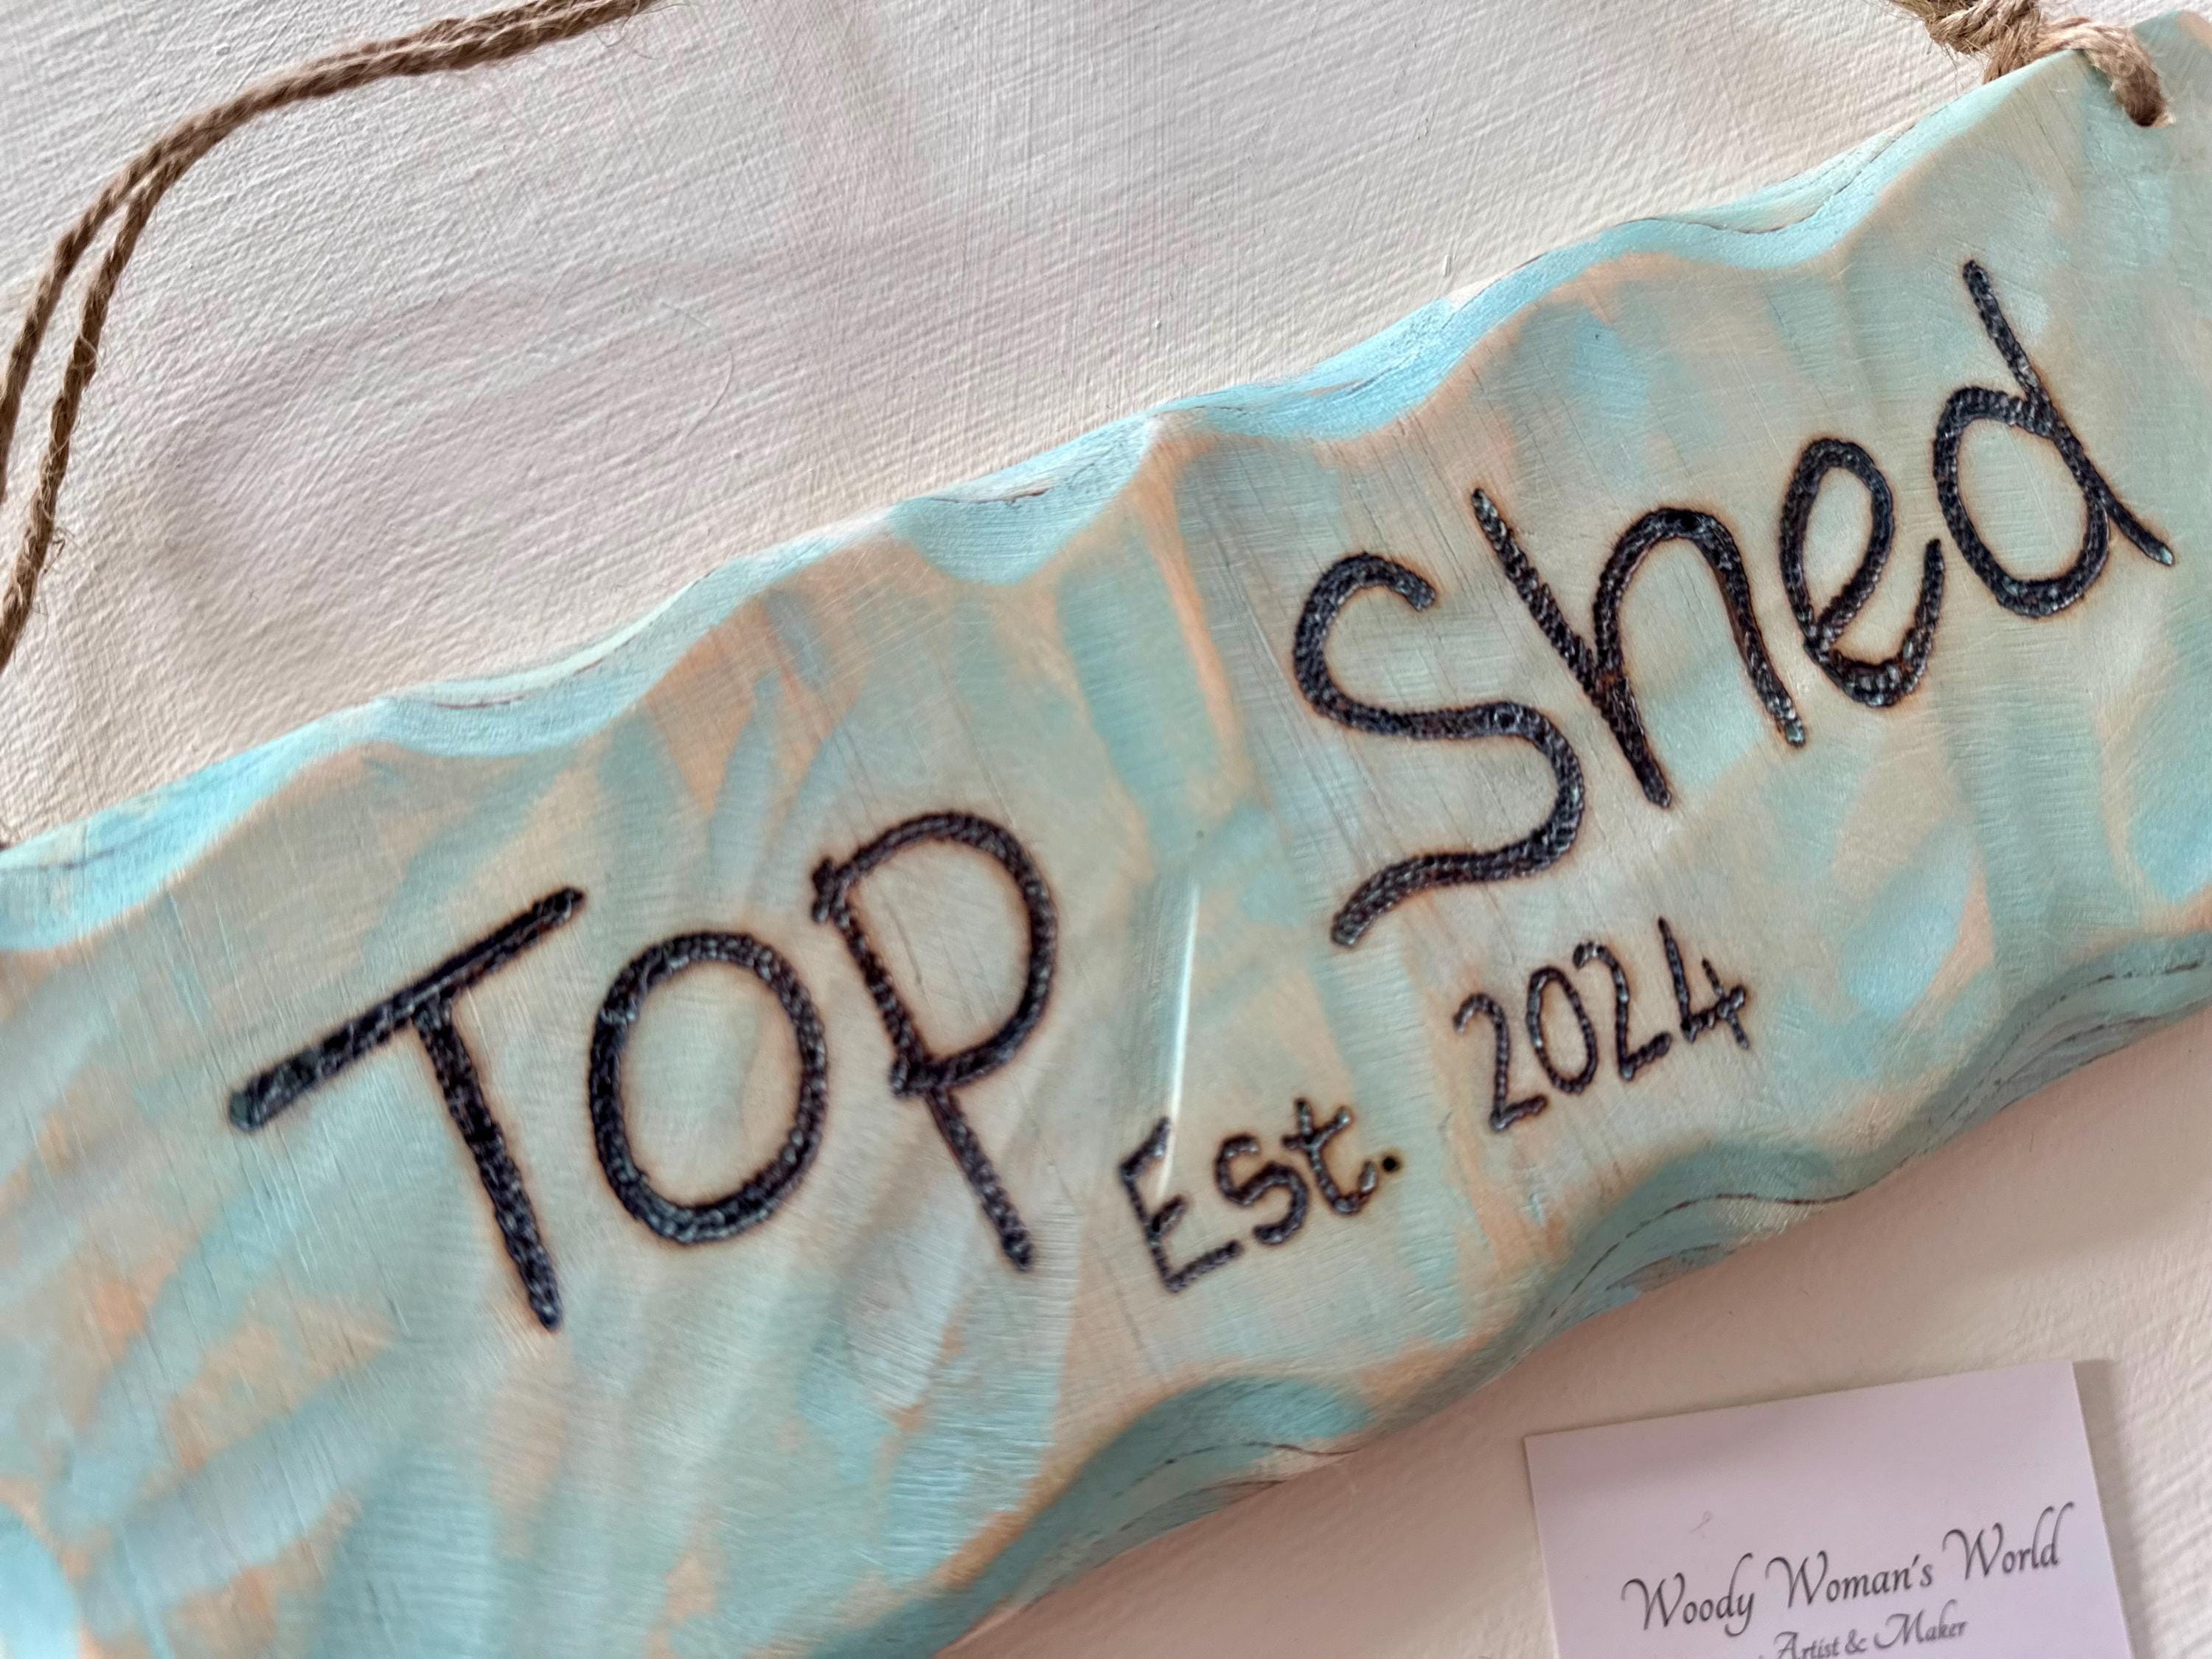 Top Shed
Est. 2024
Woody Woman's World
Artist & Maker